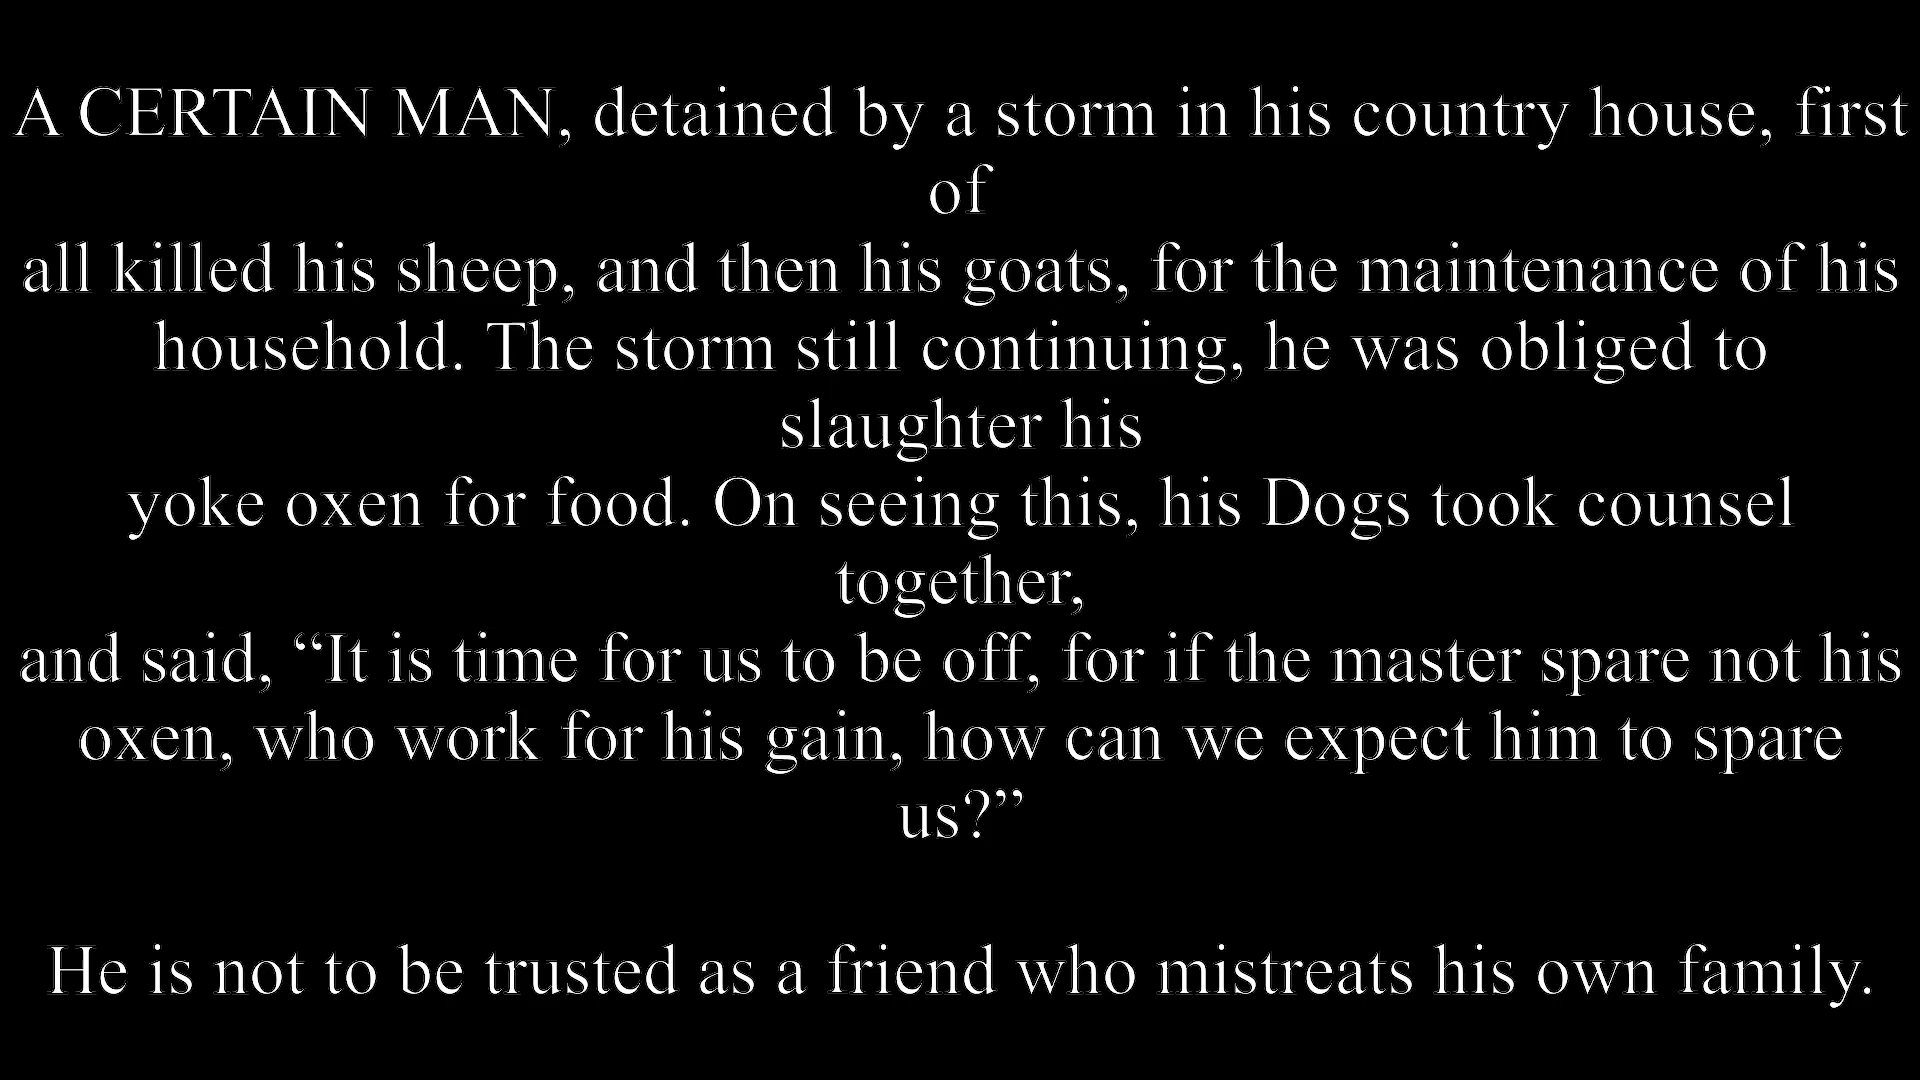 A CERTAIN MAN, detained by a storm in his country house, first
of
all killed his sheep, and then his goats, for the maintenance of his
household. The storm still continuing, he was obliged to
slaughter his
yoke oxen for food. On seeing this, his Dogs took counsel
together,
and said, “It is time for us to be off, for if the master spare not his
oxen, who work for his gain, how can we expect him to spare
us?”
He is not to be trusted as a friend who mistreats his own family.